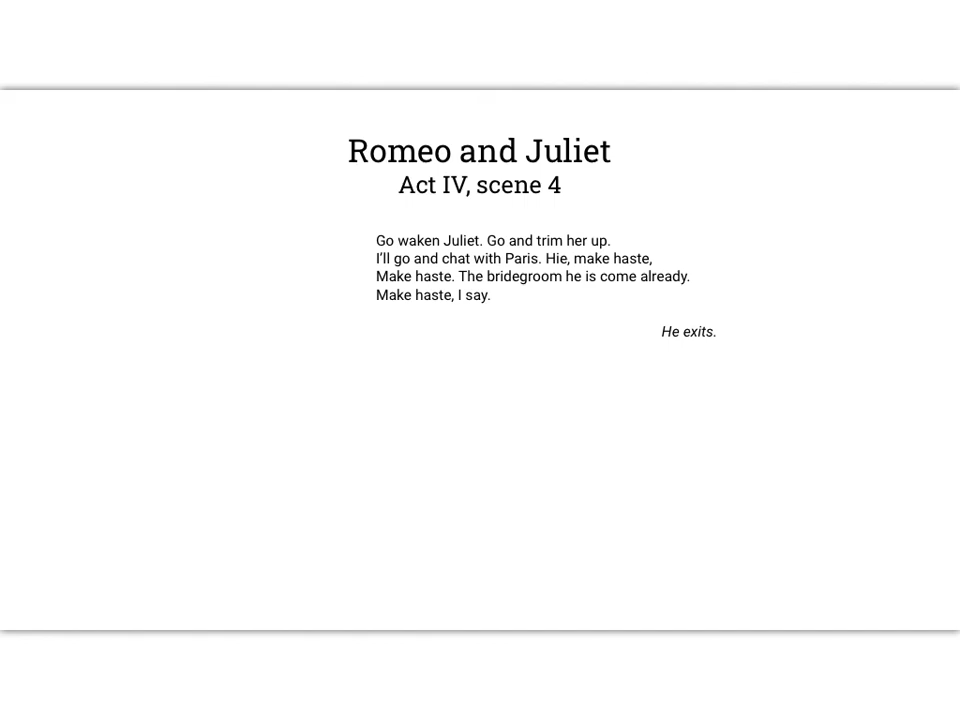 Romeo and Juliet
Act IV, scene 4
Go waken Juliet. Go and trim her up.
I'll go and chat with Paris. Hie, make haste,
Make haste. The bridegroom he is come already.
Make haste, I say.
He exits.